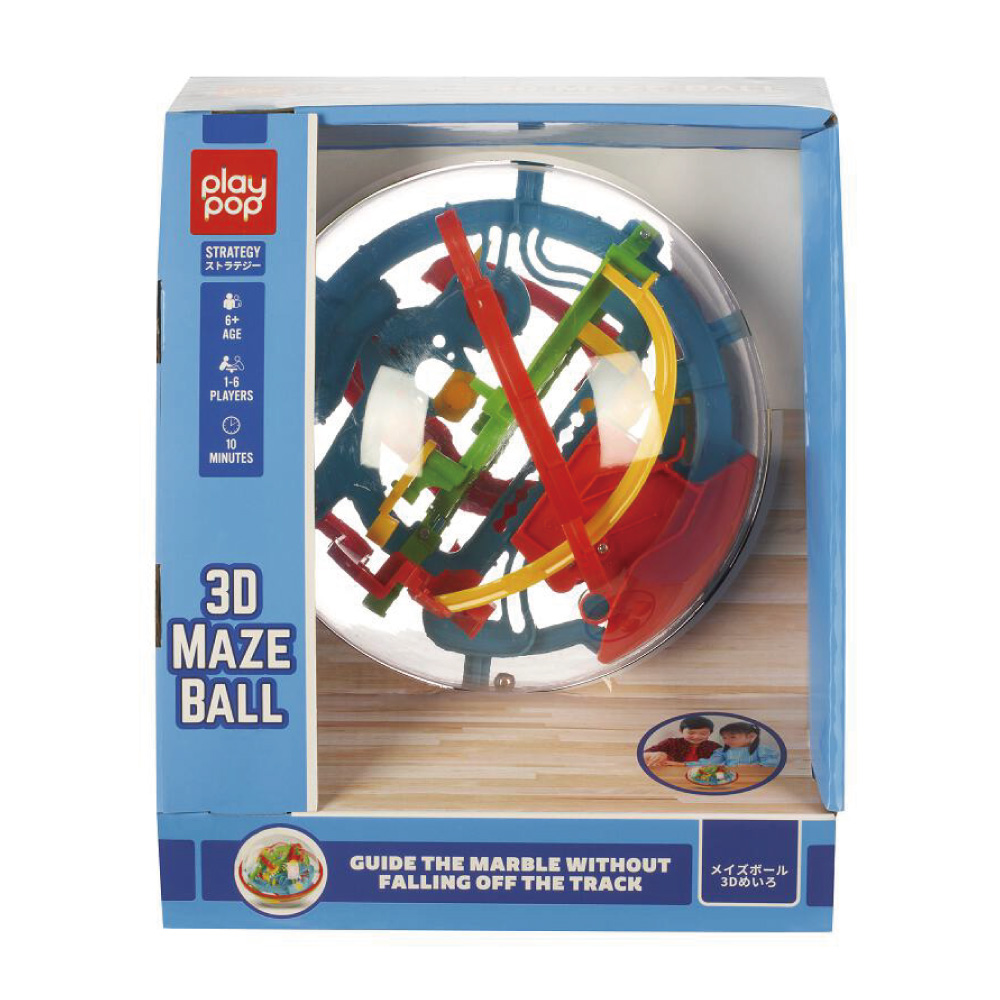 play
pop
STRATEGY
ストラテジー
6+
AGE
1-6
PLAYERS
10
MINUTES
3D
MAZE
BALL
GUIDE THE MARBLE WITHOUT
FALLING OFF THE TRACK
メイズボール
3Dめいろ